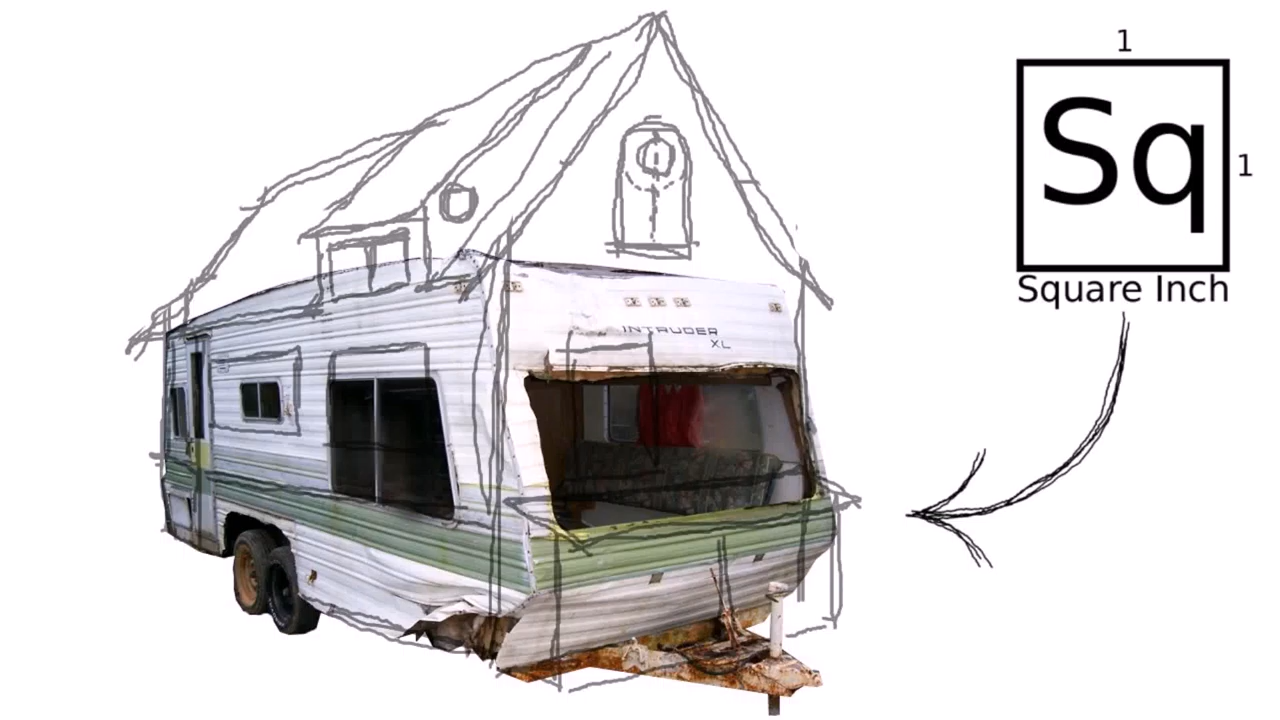 1
Sq
1
Square Inch
INTRUDER
XL